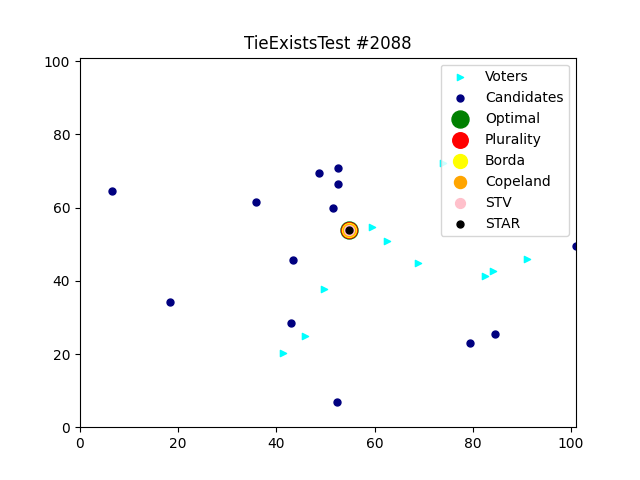 TieExistsTest #2088
100
80
60
40
20
0
0 20 40 60 80 100
Voters
Candidates
Optimal
Plurality
Borda
Copeland
STV
STAR